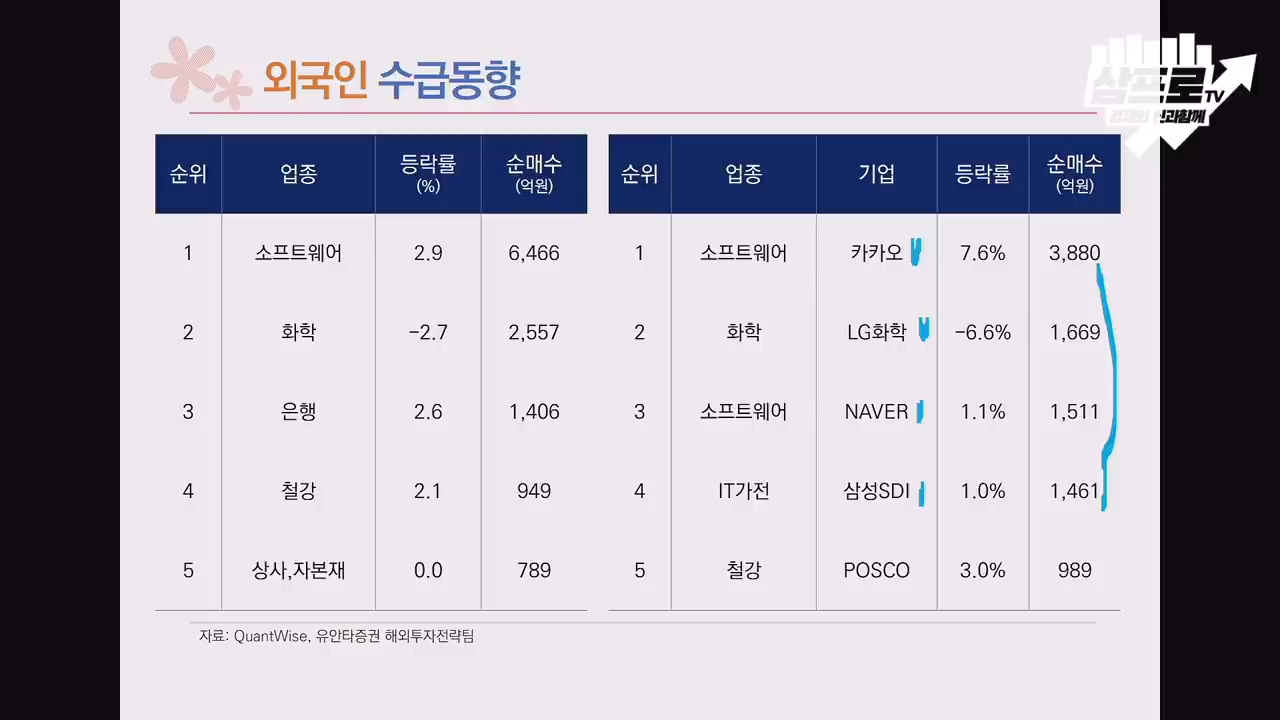 외국인 수급동향
삼프로TV
경제의 신과함께
순위 업종 등락률 (%) 순매수 (억원)
1 소프트웨어 2.9 6,466
2 화학 -2.7 2,557
3 은행 2.6 1,406
4 철강 2.1 949
5 상사,자본재 0.0 789
순위 업종 기업 등락률 순매수 (억원)
1 소프트웨어 카카오 7.6% 3,880
2 화학 LG화학 -6.6% 1,669
3 소프트웨어 NAVER 1.1% 1,511
4 IT가전 삼성SDI 1.0% 1,461
5 철강 POSCO 3.0% 989
자료: QuantWise, 유안타증권 해외투자전략팀